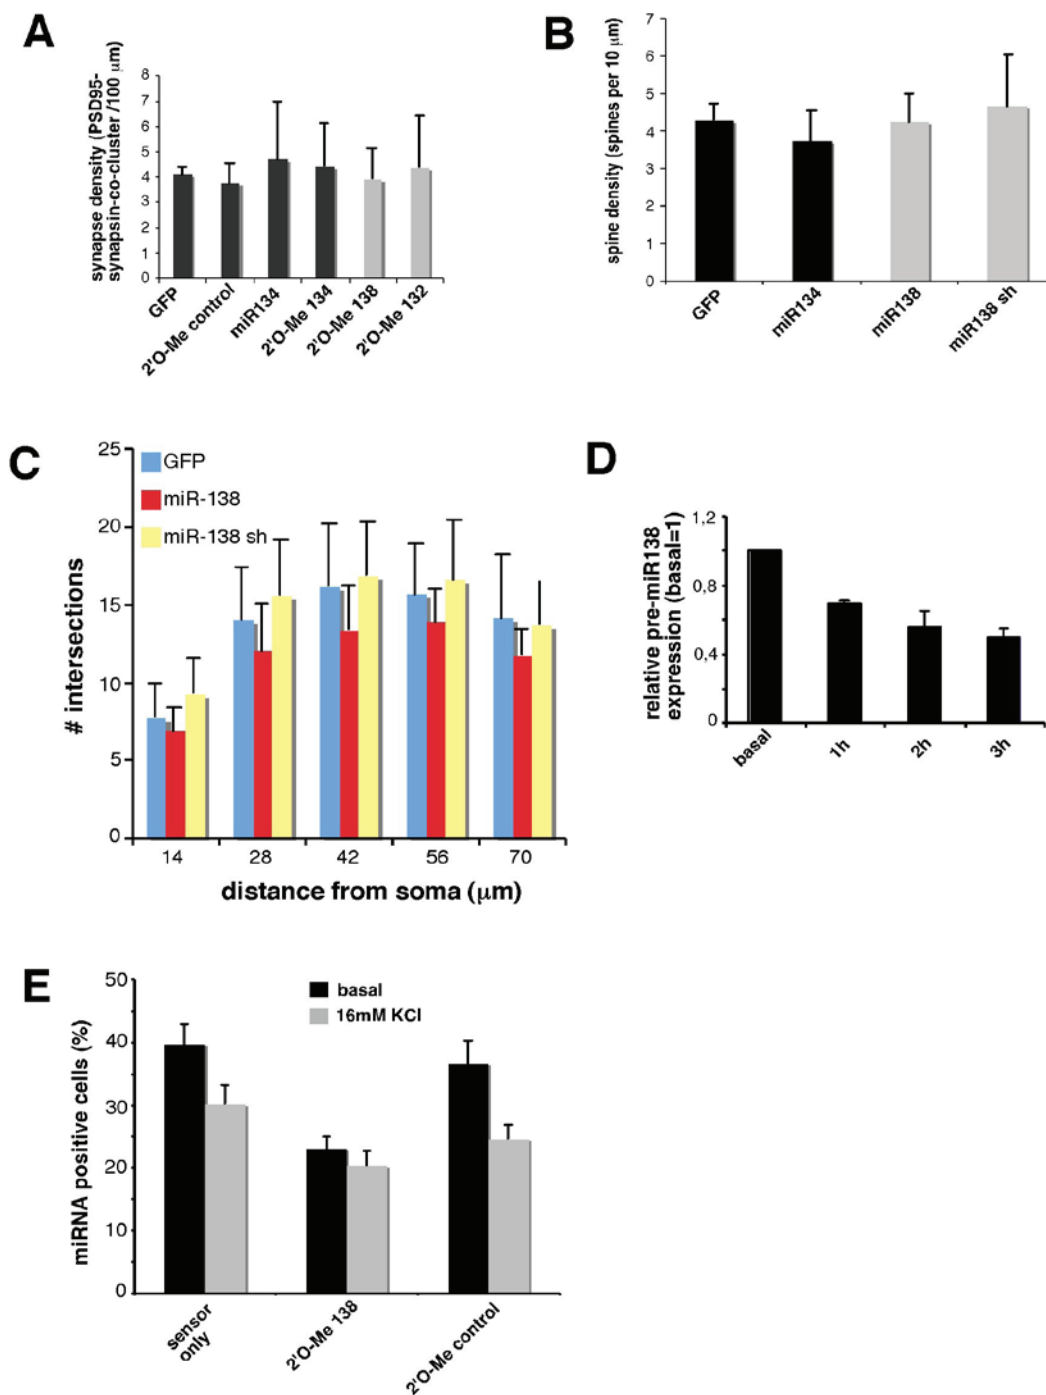 A
synapse density (PSD95-
synapsin-co-cluster /100 µm)
8
7
6
5
4
3
2
1
0
GFP
2'O-Me control
miR134
2'O-Me 134
2'O-Me 138
2'O-Me 132
B
spine density (spines per 10 µm)
7
6
5
4
3
2
1
0
GFP
miR134
miR138
miR138 sh
C
# intersections
25
20
15
10
5
0
GFP
miR-138
miR-138 sh
14
28
42
56
70
distance from soma (µm)
D
relative pre-miR138
expression (basal=1)
1,2
0,8
0,4
0
basal
1h
2h
3h
E
miRNA positive cells (%)
50
40
30
20
10
0
basal
16mM KCl
sensor
only
2'O-Me 138
2'O-Me control